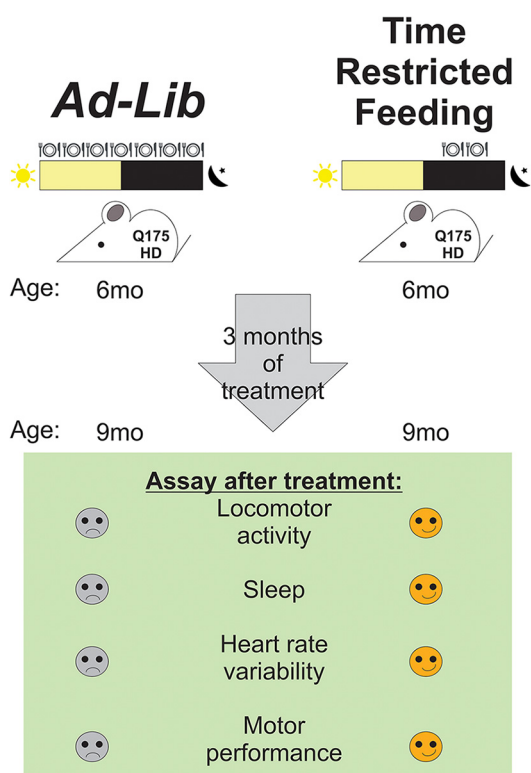 Ad-Lib
Time
Restricted
Feeding
Q175
HD
Q175
HD
Age: 6mo 6mo
3 months
of
treatment
Age: 9mo 9mo
Assay after treatment:
Locomotor
activity
Sleep
Heart rate
variability
Motor
performance